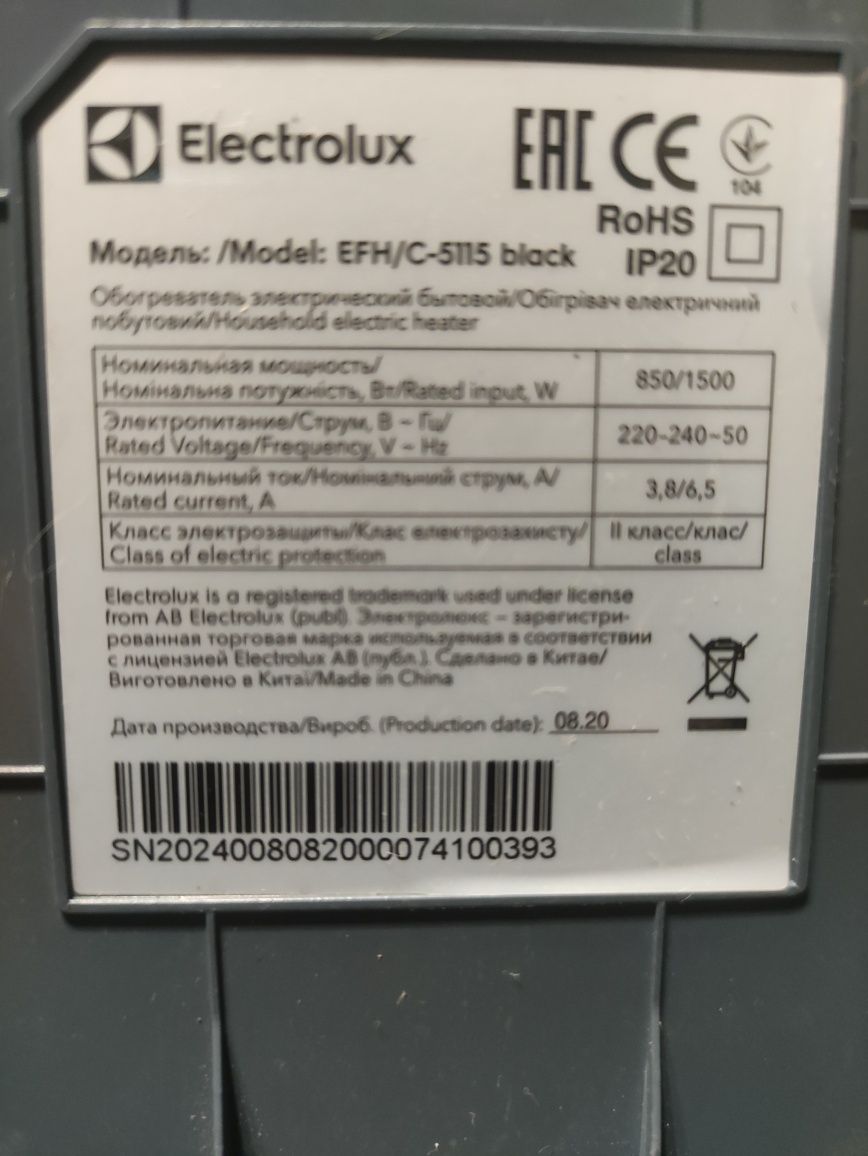 Electrolux
EAC CE
104
RoHS
IP20
Модель: /Model: EFH/C-5115 black
Обогреватель электрический бытовой/Обігрівач електричний
побутовий/Household electric heater
Номинальная мощность/
Номінальна потужність, Вт/Rated input, W
850/1500
Электропитание/Струм, В ~ Гц/
Rated Voltage/Frequency, V ~ Hz
220-240~50
Номинальный ток/Номінальний струм, А/
Rated current, A
3,8/6,5
Класс электрозащиты/Клас електрозахисту/
Class of electric protection
II класс/клас/
class
Electrolux is a registered trademark used under license
from AB Electrolux (publ). Электролюкс – зарегистри-
рованная торговая марка используемая в соответствии
с лицензией Electrolux AB (публ.). Сделано в Китае/
Виготовлено в Китаї/Made in China
Дата производства/Вироб. (Production date): 08.20
SN2024008082000074100393